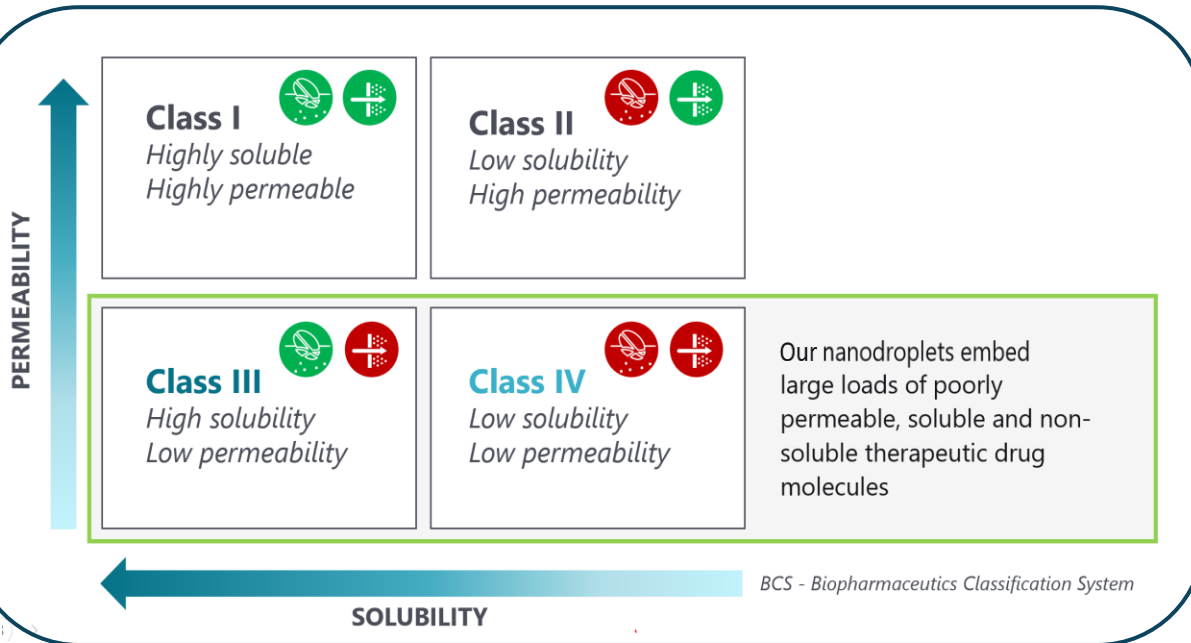 Class I
Highly soluble
Highly permeable
Class II
Low solubility
High permeability
PERMEABILITY
Class III
High solubility
Low permeability
Class IV
Low solubility
Low permeability
Our nanodroplets embed
large loads of poorly
permeable, soluble and non-
soluble therapeutic drug
molecules
BCS - Biopharmaceutics Classification System
SOLUBILITY